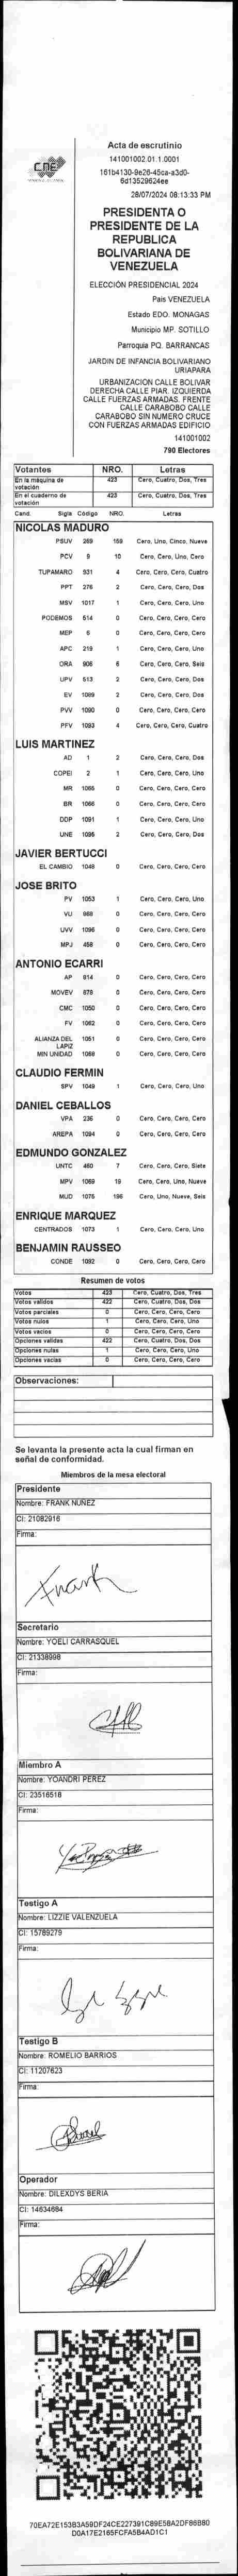 Acta de escrutinio
141001002.01.1.0001
161b4130-9e26-45ca-a3d0-
6d13529624ee
28/07/2024 08:13:33 PM
CNE
PRESIDENTA O
PRESIDENTE DE LA
REPUBLICA
BOLIVARIANA DE
VENEZUELA
ELECCIÓN PRESIDENCIAL 2024
País VENEZUELA
Estado EDO. MONAGAS
Municipio MP. SOTILLO
Parroquia PQ. BARRANCAS
JARDIN DE INFANCIA BOLIVARIANO
URIAPARA
URBANIZACION CALLE BOLIVAR
DERECHA CALLE PIAR. IZQUIERDA
CALLE FUERZAS ARMADAS. FRENTE
CALLE CARABOBO CALLE
CARABOBO SIN NUMERO CRUCE
CON FUERZAS ARMADAS EDIFICIO
141001002
790 Electores
Votantes NRO. Letras
En la máquina de votación 423 Cero, Cuatro, Dos, Tres
En el cuaderno de votación 423 Cero, Cuatro, Dos, Tres
Cand. Sigla Código NRO. Letras
NICOLAS MADURO
PSUV 269 159 Cero, Uno, Cinco, Nueve
PCV 9 10 Cero, Cero, Uno, Cero
TUPAMARO 931 4 Cero, Cero, Cero, Cuatro
PPT 276 2 Cero, Cero, Cero, Dos
MSV 1017 1 Cero, Cero, Cero, Uno
PODEMOS 514 0 Cero, Cero, Cero, Cero
MEP 6 0 Cero, Cero, Cero, Cero
APC 219 1 Cero, Cero, Cero, Uno
ORA 906 6 Cero, Cero, Cero, Seis
UPV 513 2 Cero, Cero, Cero, Dos
EV 1089 2 Cero, Cero, Cero, Dos
PVV 1090 0 Cero, Cero, Cero, Cero
PFV 1093 4 Cero, Cero, Cero, Cuatro
LUIS MARTINEZ
AD 1 2 Cero, Cero, Cero, Dos
COPEI 2 1 Cero, Cero, Cero, Uno
MR 1065 0 Cero, Cero, Cero, Cero
BR 1066 0 Cero, Cero, Cero, Cero
DDP 1091 1 Cero, Cero, Cero, Uno
UNE 1095 2 Cero, Cero, Cero, Dos
JAVIER BERTUCCI
EL CAMBIO 1048 0 Cero, Cero, Cero, Cero
JOSE BRITO
PV 1053 1 Cero, Cero, Cero, Uno
VU 968 0 Cero, Cero, Cero, Cero
UVV 1096 0 Cero, Cero, Cero, Cero
MPJ 458 0 Cero, Cero, Cero, Cero
ANTONIO ECARRI
AP 814 0 Cero, Cero, Cero, Cero
MOVEV 879 0 Cero, Cero, Cero, Cero
CMC 1050 0 Cero, Cero, Cero, Cero
FV 1062 0 Cero, Cero, Cero, Cero
ALIANZA DEL LAPIZ 1051 0 Cero, Cero, Cero, Cero
MIN UNIDAD 1068 0 Cero, Cero, Cero, Cero
CLAUDIO FERMIN
SPV 1049 1 Cero, Cero, Cero, Uno
DANIEL CEBALLOS
VPA 236 0 Cero, Cero, Cero, Cero
AREPA 1094 0 Cero, Cero, Cero, Cero
EDMUNDO GONZALEZ
UNTC 460 7 Cero, Cero, Cero, Siete
MPV 1069 19 Cero, Cero, Uno, Nueve
MUD 1075 196 Cero, Uno, Nueve, Seis
ENRIQUE MARQUEZ
CENTRADOS 1073 1 Cero, Cero, Cero, Uno
BENJAMIN RAUSSEO
CONDE 1092 0 Cero, Cero, Cero, Cero
Resumen de votos
Votos 423 Cero, Cuatro, Dos, Tres
Votos validos 422 Cero, Cuatro, Dos, Dos
Votos parciales 0 Cero, Cero, Cero, Cero
Votos nulos 1 Cero, Cero, Cero, Uno
Votos vacios 0 Cero, Cero, Cero, Cero
Opciones validas 422 Cero, Cuatro, Dos, Dos
Opciones nulas 1 Cero, Cero, Cero, Uno
Opciones vacias 0 Cero, Cero, Cero, Cero
Observaciones:
Se levanta la presente acta la cual firman en
señal de conformidad.
Miembros de la mesa electoral
Presidente
Nombre: FRANK NUÑEZ
CI: 21082916
Firma:
Frank
Secretario
Nombre: YOELI CARRASQUEL
CI: 21338998
Firma:
Miembro A
Nombre: YOANDRI PEREZ
CI: 23516518
Firma:
Testigo A
Nombre: LIZZIE VALENZUELA
CI: 15789279
Firma:
Testigo B
Nombre: ROMELIO BARRIOS
CI: 11207623
Firma:
Operador
Nombre: DILEXDYS BERIA
CI: 14634684
Firma:
70EA72E153B3A59DF24CE227391C89E58A2DF86B80
D0A17E2165FCFA5B4AD1C1